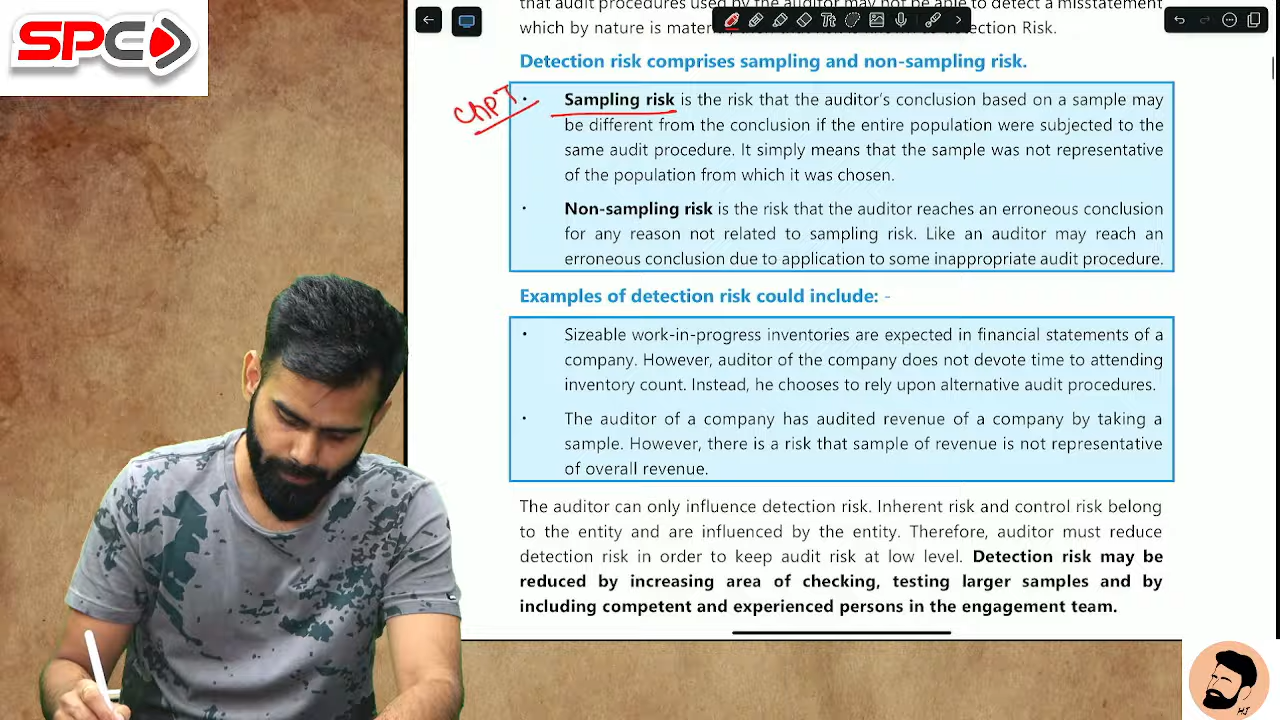 SPC
that audit procedures used by the auditor may not be able to detect a misstatement
which by nature is material,
Detection Risk.
Detection risk comprises sampling and non-sampling risk.
ChPT
• Sampling risk is the risk that the auditor's conclusion based on a sample may
be different from the conclusion if the entire population were subjected to the
same audit procedure. It simply means that the sample was not representative
of the population from which it was chosen.
• Non-sampling risk is the risk that the auditor reaches an erroneous conclusion
for any reason not related to sampling risk. Like an auditor may reach an
erroneous conclusion due to application to some inappropriate audit procedure.
Examples of detection risk could include: -
• Sizeable work-in-progress inventories are expected in financial statements of a
company. However, auditor of the company does not devote time to attending
inventory count. Instead, he chooses to rely upon alternative audit procedures.
• The auditor of a company has audited revenue of a company by taking a
sample. However, there is a risk that sample of revenue is not representative
of overall revenue.
The auditor can only influence detection risk. Inherent risk and control risk belong
to the entity and are influenced by the entity. Therefore, auditor must reduce
detection risk in order to keep audit risk at low level. Detection risk may be
reduced by increasing area of checking, testing larger samples and by
including competent and experienced persons in the engagement team.